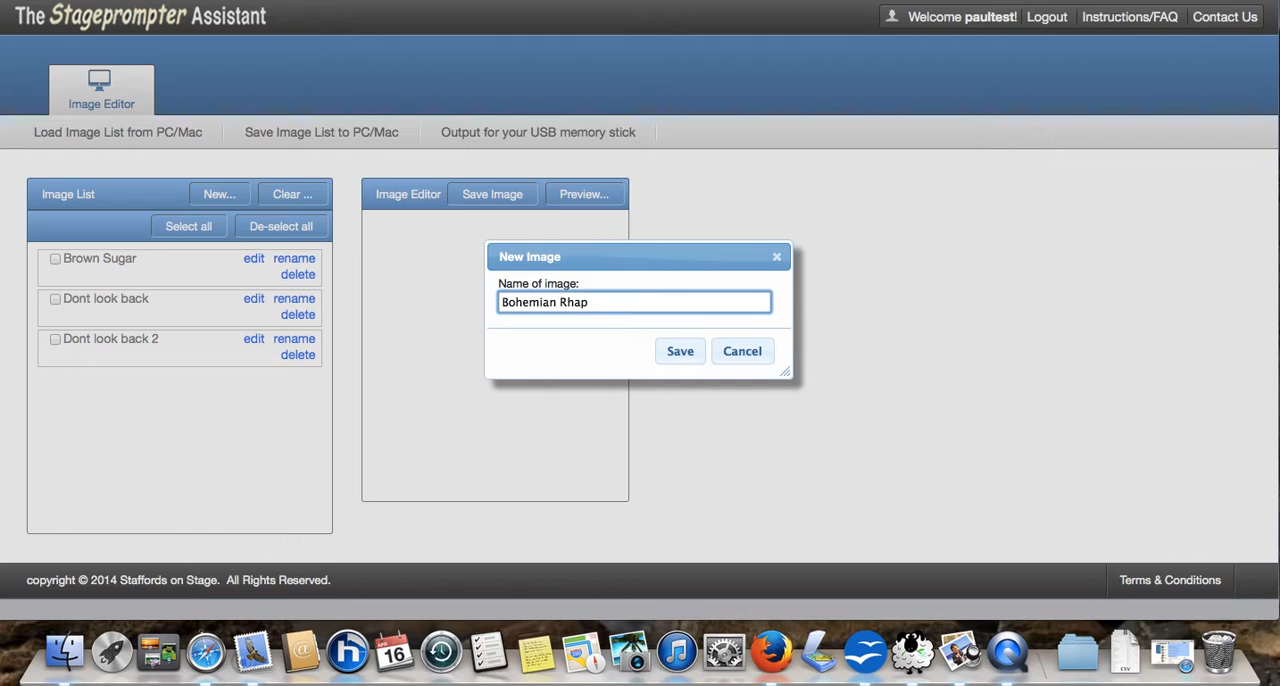 The Stageprompter Assistant
Welcome paultest! Logout Instructions/FAQ Contact Us
Image Editor
Load Image List from PC/Mac Save Image List to PC/Mac Output for your USB memory stick
Image List New... Clear ...
Select all De-select all
Brown Sugar edit rename
delete
Dont look back edit rename
delete
Dont look back 2 edit rename
delete
Image Editor Save Image Preview...
New Image
Name of image:
Bohemian Rhap
Save Cancel
copyright © 2014 Staffords on Stage. All Rights Reserved. Terms & Conditions
APR
16
CSV